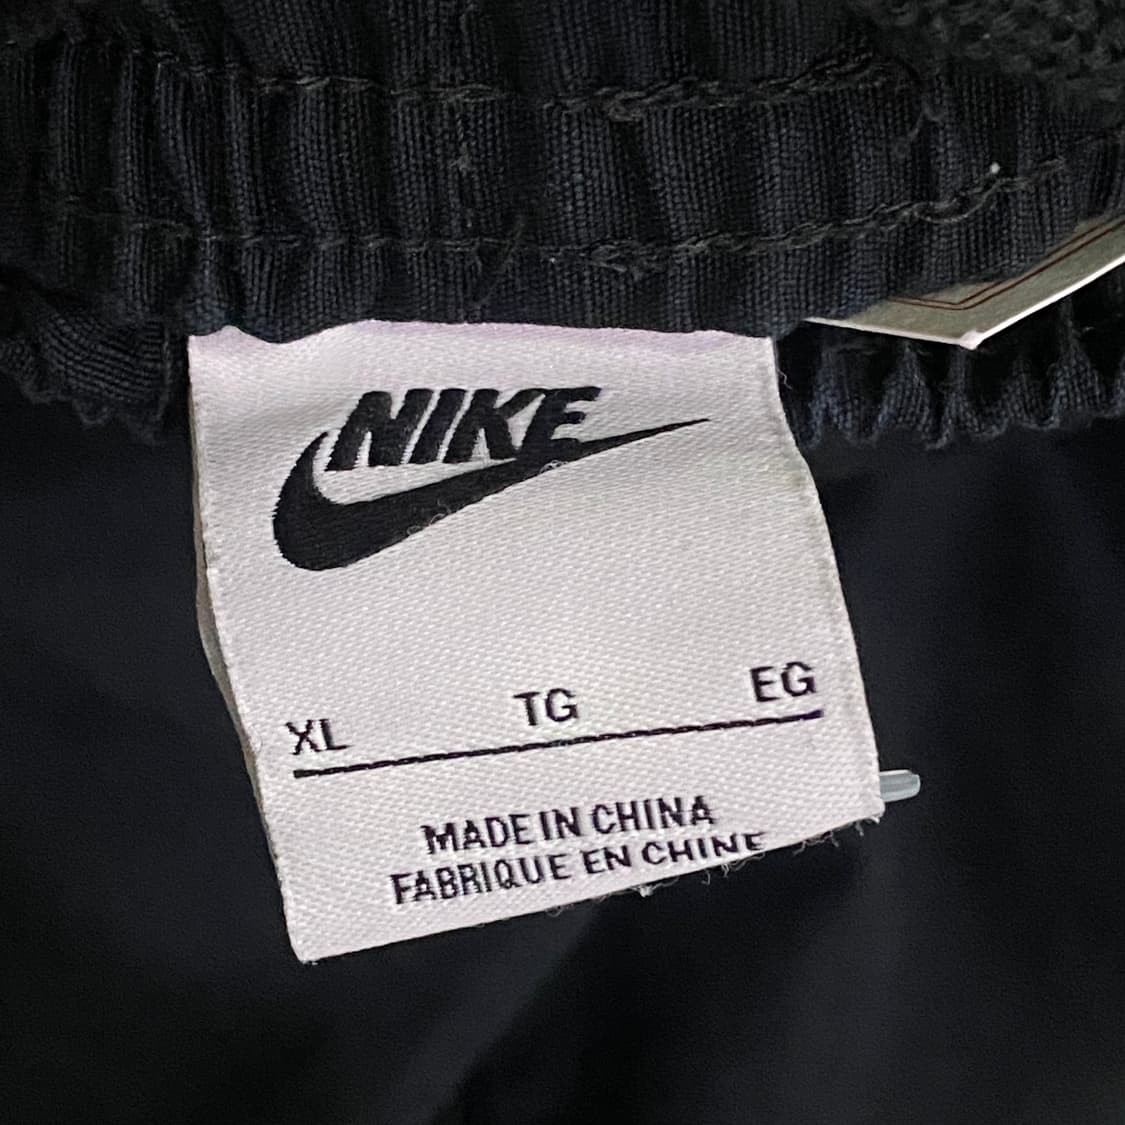 NIKE
XL TG EG
MADE IN CHINA
FABRIQUE EN CHINE